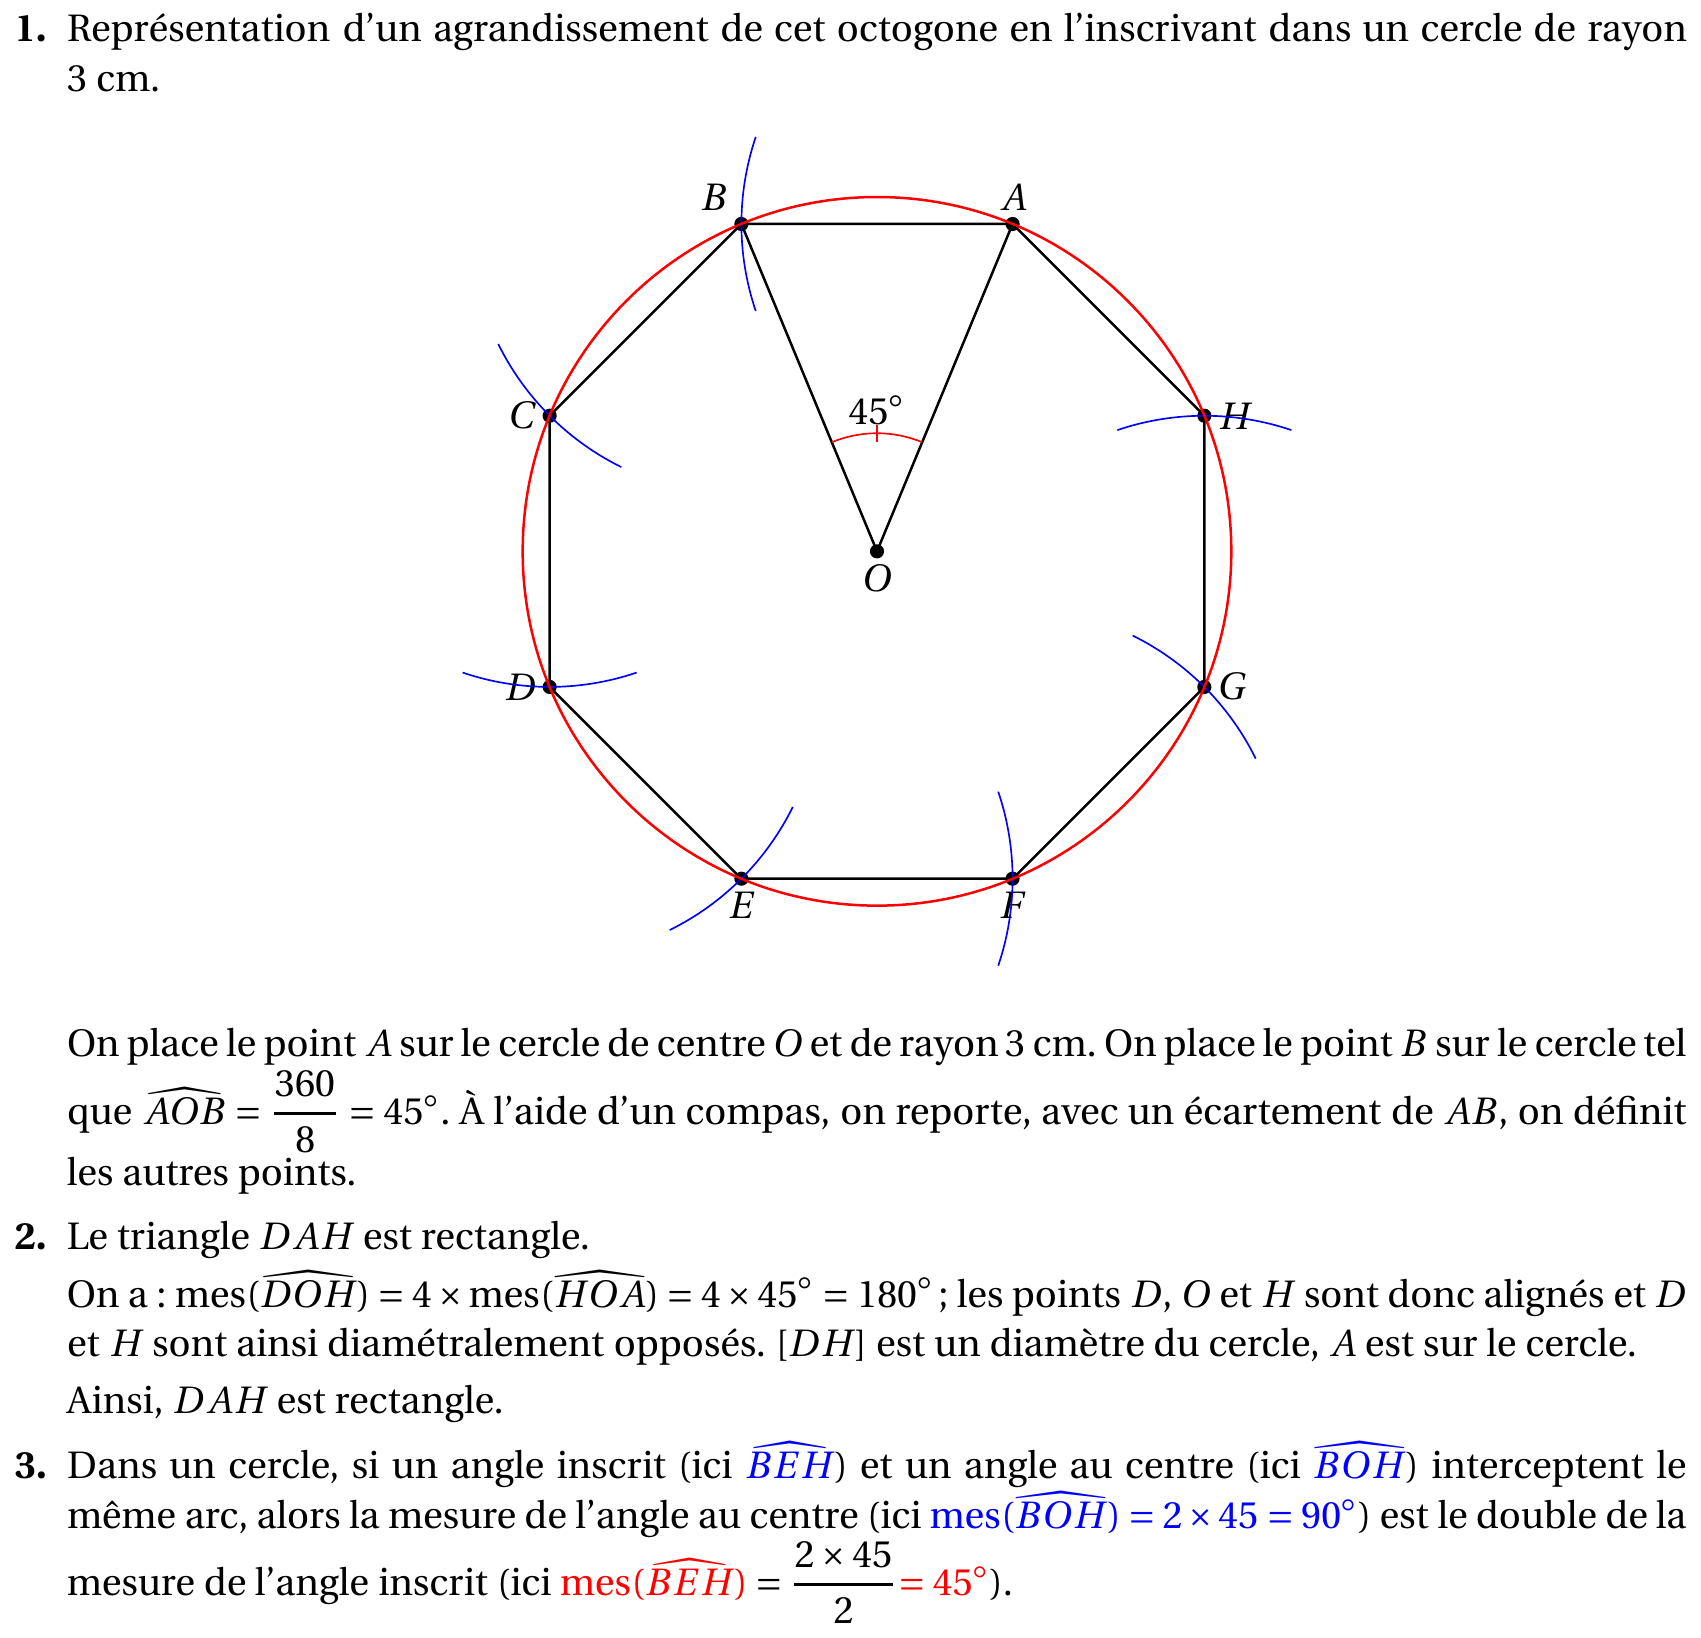 1. Représentation d’un agrandissement de cet octogone en l’inscrivant dans un cercle de rayon
3 cm.
B
A
C
45°
H
O
D
G
E
F
On place le point A sur le cercle de centre O et de rayon 3 cm. On place le point B sur le cercle tel
que \widehat{AOB} = \frac{360}{8} = 45°. À l’aide d’un compas, on reporte, avec un écartement de AB, on définit
les autres points.
2. Le triangle DAH est rectangle.
On a : mes(\widehat{DOH}) = 4 × mes(\widehat{HOA}) = 4 × 45° = 180° ; les points D, O et H sont donc alignés et D
et H sont ainsi diamétralement opposés. [DH] est un diamètre du cercle, A est sur le cercle.
Ainsi, DAH est rectangle.
3. Dans un cercle, si un angle inscrit (ici \widehat{BEH}) et un angle au centre (ici \widehat{BOH}) interceptent le
même arc, alors la mesure de l’angle au centre (ici mes(\widehat{BOH}) = 2 × 45 = 90°) est le double de la
mesure de l’angle inscrit (ici mes(\widehat{BEH}) = \frac{2 × 45}{2} = 45°).